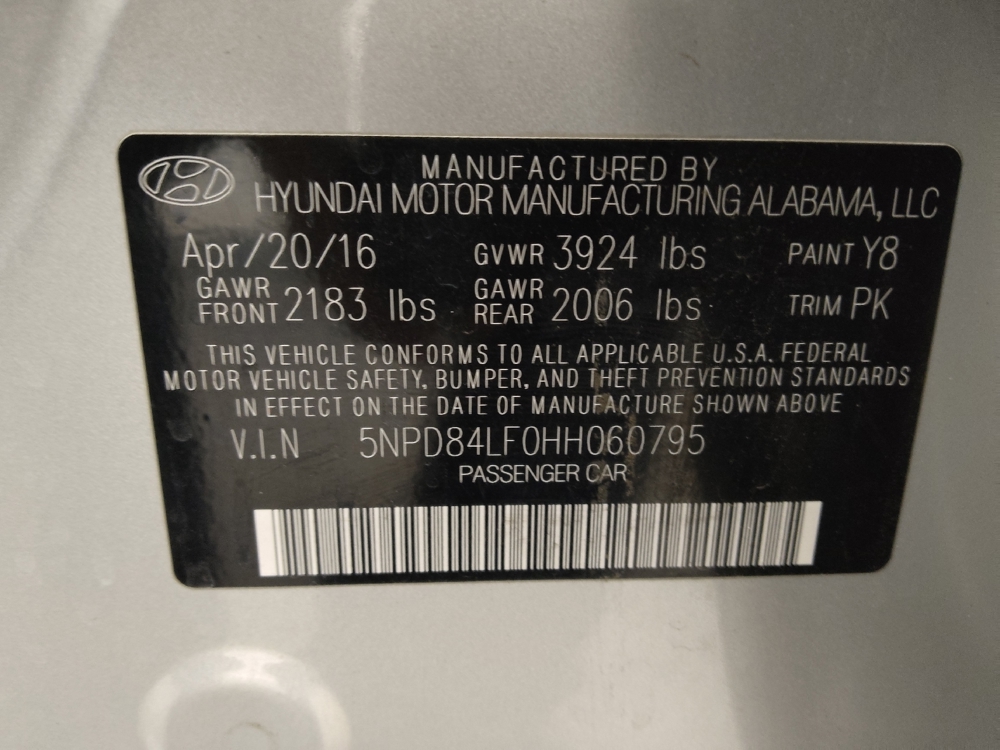 MANUFACTURED BY
HYUNDAI MOTOR MANUFACTURING ALABAMA, LLC
Apr/20/16 GVWR 3924 lbs PAINT Y8
GAWR FRONT 2183 lbs GAWR REAR 2006 lbs TRIM PK
THIS VEHICLE CONFORMS TO ALL APPLICABLE U.S.A. FEDERAL
MOTOR VEHICLE SAFETY, BUMPER, AND THEFT PREVENTION STANDARDS
IN EFFECT ON THE DATE OF MANUFACTURE SHOWN ABOVE
V.I.N 5NPD84LF0HH060795
PASSENGER CAR